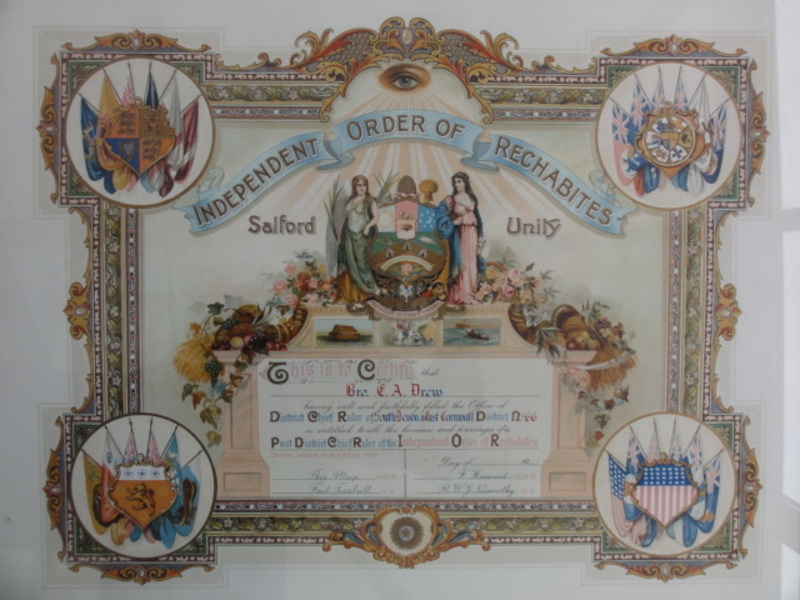 INDEPENDENT ORDER OF RECHABITES
Salford Unity
This is to Certify that
Bro. E. A. Drew
having well and faithfully filled the Office of
District Chief Ruler of South Devon & East Cornwall District No 66
is entitled to all the honours and privileges of a
Past District Chief Ruler of the Independent Order of Rechabites
Day of